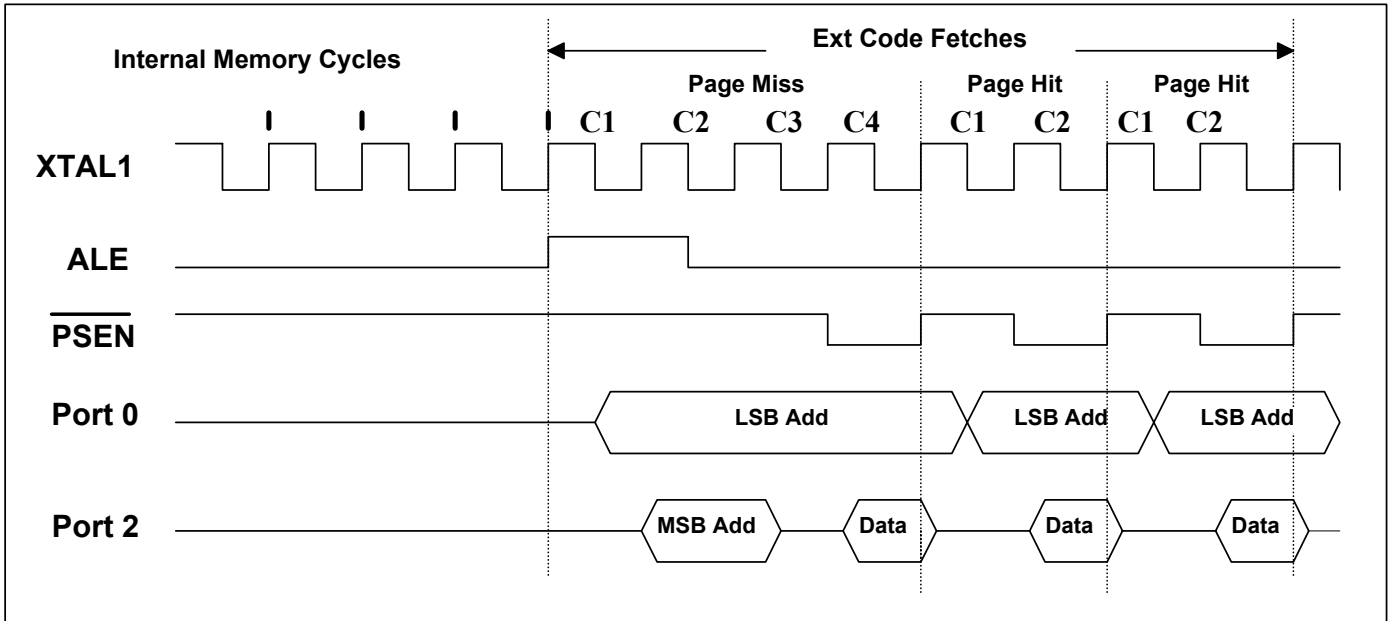 Ext Code Fetches
Internal Memory Cycles
Page Miss Page Hit Page Hit
C1 C2 C3 C4 C1 C2 C1 C2
XTAL1
ALE
PSEN
Port 0 LSB Add LSB Add LSB Add
Port 2 MSB Add Data Data Data